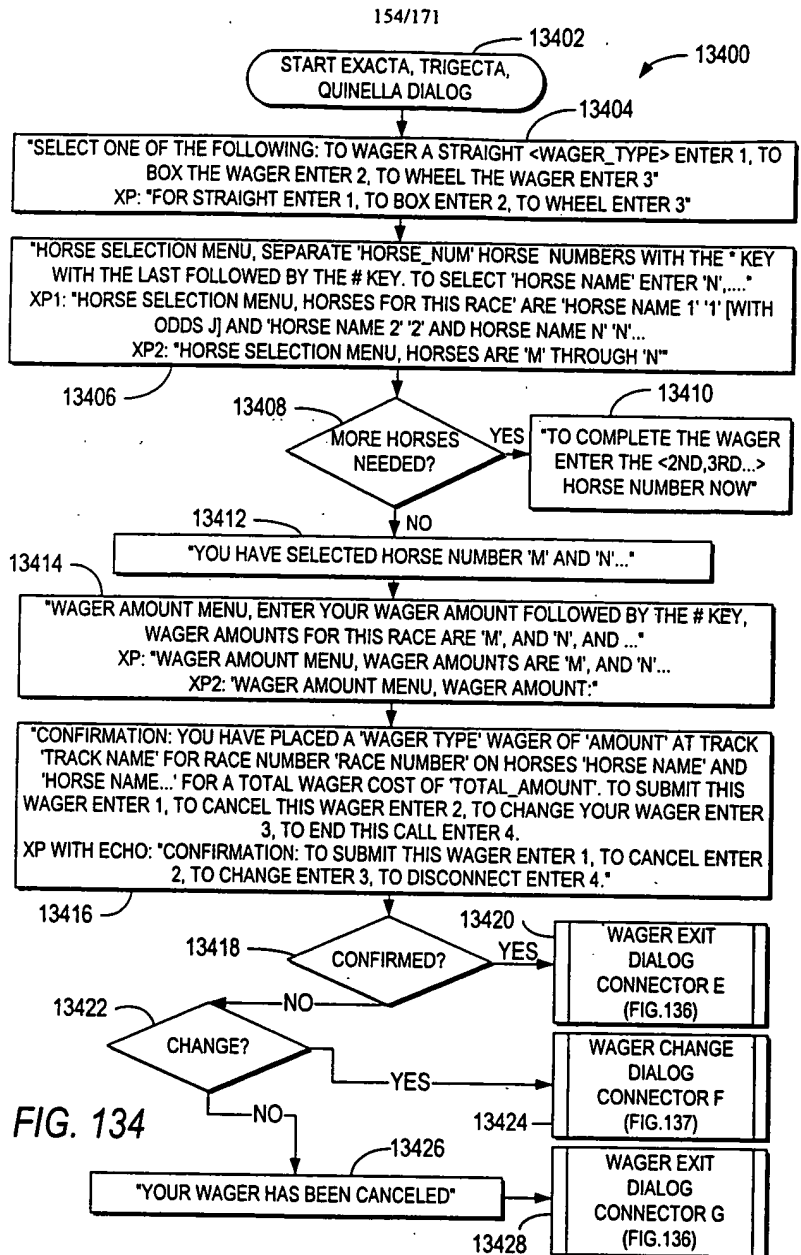 154/171
13402
13400
START EXACTA, TRIGECTA,
QUINELLA DIALOG
13404
"SELECT ONE OF THE FOLLOWING: TO WAGER A STRAIGHT <WAGER_TYPE> ENTER 1, TO
BOX THE WAGER ENTER 2, TO WHEEL THE WAGER ENTER 3"
XP: "FOR STRAIGHT ENTER 1, TO BOX ENTER 2, TO WHEEL ENTER 3"
"HORSE SELECTION MENU, SEPARATE 'HORSE_NUM' HORSE NUMBERS WITH THE * KEY
WITH THE LAST FOLLOWED BY THE # KEY. TO SELECT 'HORSE NAME' ENTER 'N',...."
XP1: "HORSE SELECTION MENU, HORSES FOR THIS RACE' ARE 'HORSE NAME 1' '1' [WITH
ODDS J] AND 'HORSE NAME 2' '2' AND HORSE NAME N' 'N'...
XP2: "HORSE SELECTION MENU, HORSES ARE 'M' THROUGH 'N'"
13406
13408
13410
MORE HORSES
NEEDED?
YES
"TO COMPLETE THE WAGER
ENTER THE <2ND,3RD...>
HORSE NUMBER NOW"
NO
13412
"YOU HAVE SELECTED HORSE NUMBER 'M' AND 'N'..."
13414
"WAGER AMOUNT MENU, ENTER YOUR WAGER AMOUNT FOLLOWED BY THE # KEY,
WAGER AMOUNTS FOR THIS RACE ARE 'M', AND 'N', AND ..."
XP: "WAGER AMOUNT MENU, WAGER AMOUNTS ARE 'M', AND 'N'...
XP2: 'WAGER AMOUNT MENU, WAGER AMOUNT:"
"CONFIRMATION: YOU HAVE PLACED A 'WAGER TYPE' WAGER OF 'AMOUNT' AT TRACK
'TRACK NAME' FOR RACE NUMBER 'RACE NUMBER' ON HORSES 'HORSE NAME' AND
'HORSE NAME...' FOR A TOTAL WAGER COST OF 'TOTAL_AMOUNT'. TO SUBMIT THIS
WAGER ENTER 1, TO CANCEL THIS WAGER ENTER 2, TO CHANGE YOUR WAGER ENTER
3, TO END THIS CALL ENTER 4.
XP WITH ECHO: "CONFIRMATION: TO SUBMIT THIS WAGER ENTER 1, TO CANCEL ENTER
2, TO CHANGE ENTER 3, TO DISCONNECT ENTER 4."
13416
13418
CONFIRMED?
YES
13420
WAGER EXIT
DIALOG
CONNECTOR E
(FIG.136)
NO
13422
CHANGE?
YES
WAGER CHANGE
DIALOG
CONNECTOR F
(FIG.137)
13424
NO
FIG. 134
13426
"YOUR WAGER HAS BEEN CANCELED"
WAGER EXIT
DIALOG
CONNECTOR G
(FIG.136)
13428